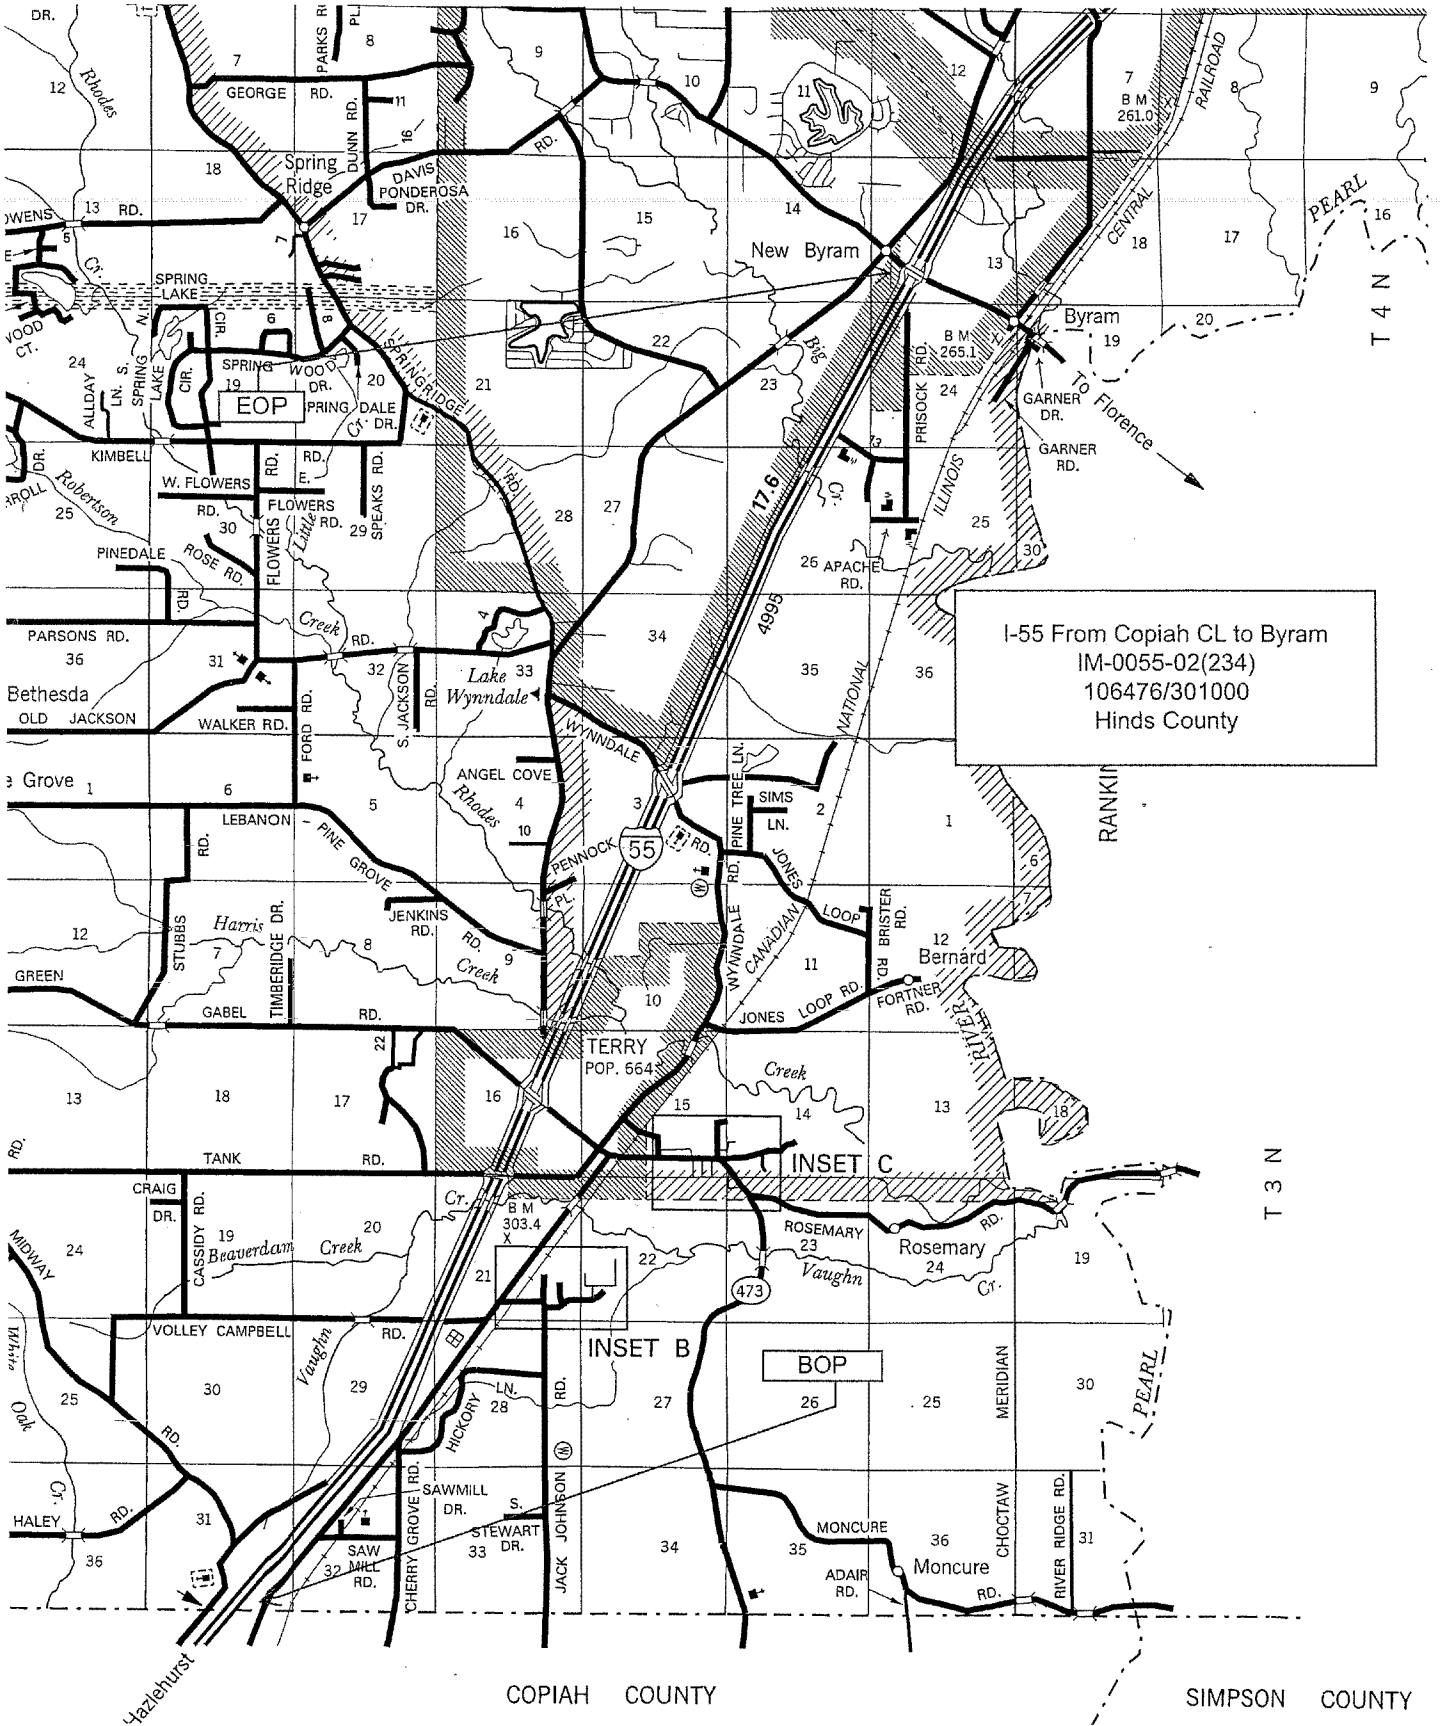 DR.
PARKS RD.
PL.
7
8
9
10
11
12
7
8
9
12
Rhodes
GEORGE RD.
DUNN RD.
11
16
B M
261.0
X
RAILROAD
RD.
18
Spring
Ridge
DAVIS
PONDEROSA
DR.
17
OWENS
13
RD.
5
7
16
15
14
New Byram
13
CENTRAL
18
17
PEARL
16
T 4 N
E
Cr.
SPRING
LAKE
N.
CIR.
6
8
WOOD
CT.
24
ALLDAY
LN.
S.
SPRING
LAKE
CIR.
SPRING
WOOD
DR.
19
20
EOP
SPRING DALE
DR.
Cr.
SPRINGRIDGE
RD.
21
22
23
Big
Cr.
B M
265.1
X
24
PRISOCK RD.
Byram
19
20
GARNER
DR.
To Florence
GARNER
RD.
KIMBELL
RD.
DR.
RROLL
25
Robertson
W. FLOWERS
RD.
30
E.
FLOWERS
RD.
Little
29
SPEAKS RD.
FLOWERS
RD.
PINEDALE
RD.
ROSE RD.
28
27
17.6
4995
13
26
APACHE
RD.
ILLINOIS
25
30
PARSONS RD.
36
31
Creek
RD.
32
4
33
Lake
Wynndale
34
35
36
I-55 From Copiah CL to Byram
IM-0055-02(234)
106476/301000
Hinds County
Bethesda
OLD JACKSON
WALKER RD.
FORD RD.
S. JACKSON
RD.
WYNNDALE
RD.
NATIONAL
e Grove
1
6
5
ANGEL COVE
4
10
Rhodes
3
PINE TREE LN.
SIMS
LN.
2
1
RANKIN
LEBANON - PINE GROVE
RD.
STUBBS
RD.
PENNOCK
PL.
55
W
JONES
LOOP
RD.
BRISTER
RD.
6
7
12
Harris
7
TIMBERIDGE DR.
8
JENKINS
RD.
9
Creek
WYNNDALE RD.
CANADIAN
11
12
Bernard
FORTNER
RD.
GREEN
GABEL
RD.
10
JONES LOOP RD.
RIVER
TERRY
POP. 664
22
13
18
17
16
15
Creek
14
13
18
RD.
TANK
RD.
INSET C
T 3 N
CRAIG
DR.
CASSIDY RD.
19
20
Cr.
B M
303.4
X
ROSEMARY
RD.
23
Rosemary
24
19
MIDWAY
24
Beaverdam Creek
21
22
Vaughn
Cr.
473
VOLLEY CAMPBELL
RD.
INSET B
White
Oak
Cr.
Vaughn
BOP
25
30
29
LN.
28
HICKORY
RD.
27
26
25
MERIDIAN
30
PEARL
RD.
W
CHERRY GROVE RD.
SAWMILL
DR.
S.
STEWART
DR.
JACK JOHNSON
HALEY
RD.
31
36
32
SAW
MILL
RD.
33
34
MONCURE
35
36
CHOCTAW
RIVER RIDGE RD.
31
ADAIR
RD.
Moncure
RD.
Hazlehurst
COPIAH COUNTY
SIMPSON COUNTY